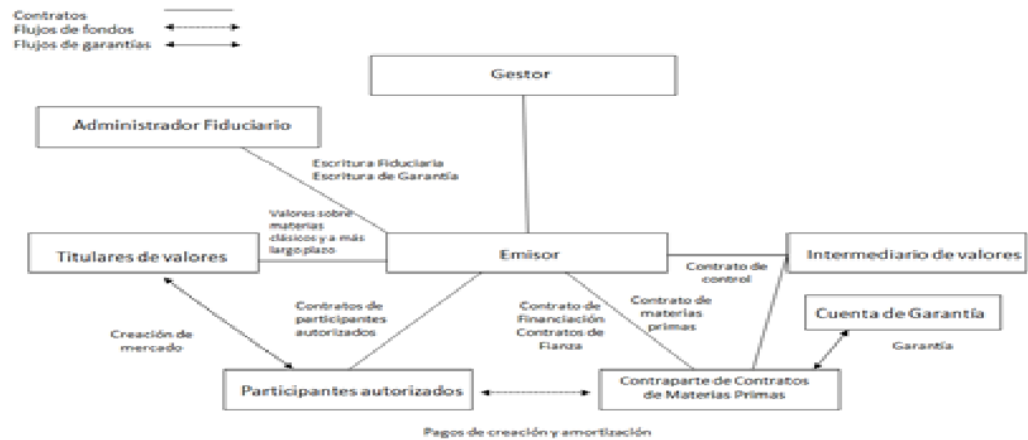 Contratos
Flujos de fondos
Flujos de garantías
Gestor
Administrador Fiduciario
Escritura Fiduciaria
Escritura de Garantía
Valores sobre
materias
clásicos y a más
largo plazo
Titulares de valores
Emisor
Intermediario de valores
Contrato de
control
Contratos de
participantes
autorizados
Contrato de
Financiación
Contratos de
Fianza
Contrato de
materias
primas
Cuenta de Garantía
Creación de
mercado
Garantía
Participantes autorizados
Contraparte de Contratos
de Materias Primas
Pagos de creación y amortización